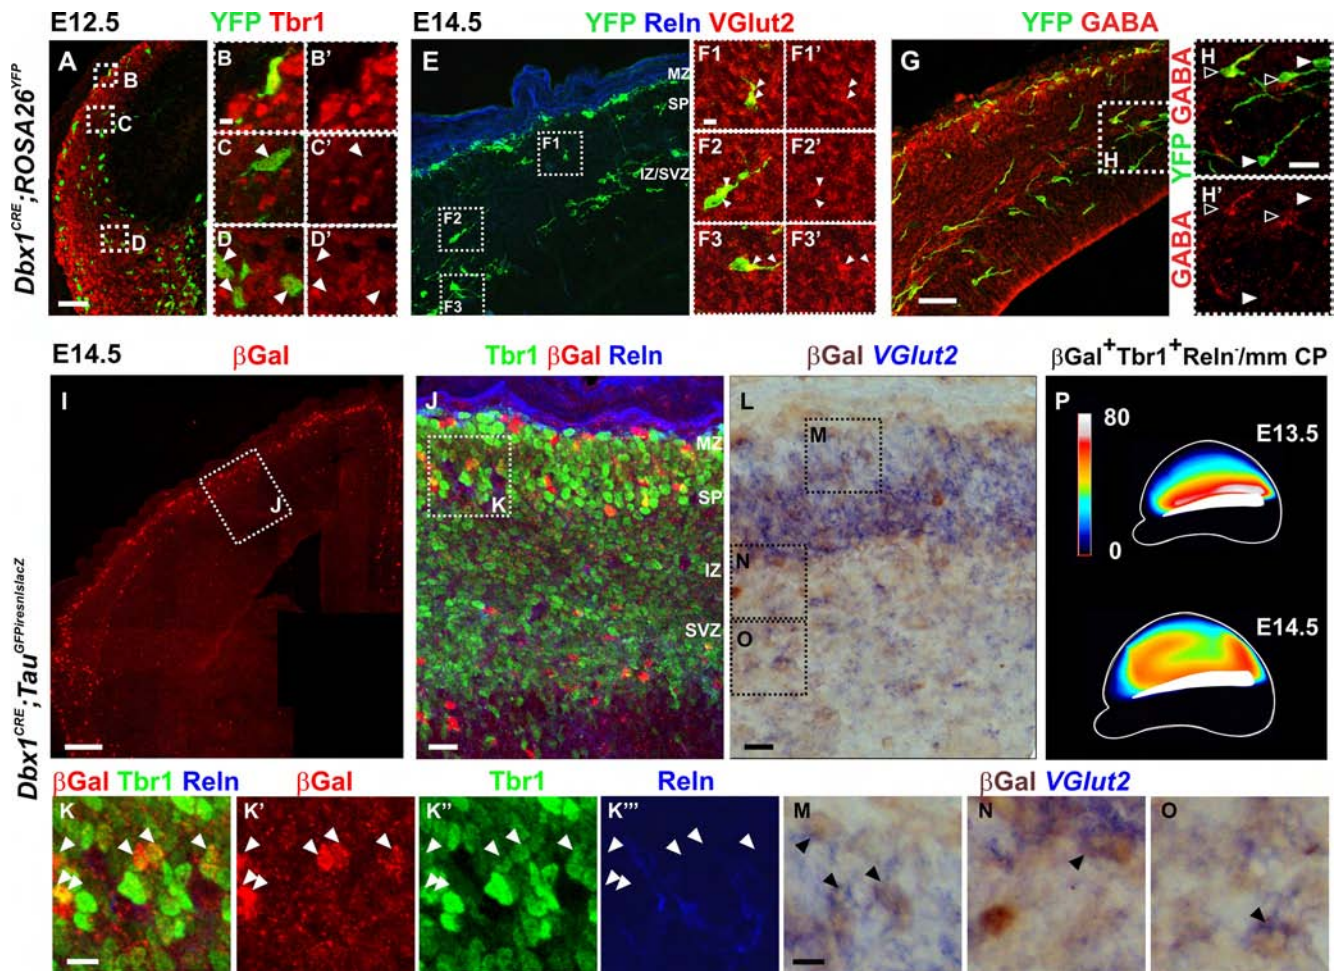 E12.5 YFP Tbr1 E14.5 YFP Reln VGlut2 YFP GABA
Dbx1CRE;ROSA26YFP
A B C D
B B'
C C'
D D'
E F1 F2 F3 MZ SP IZ/SVZ
F1 F1'
F2 F2'
F3 F3'
G H
YFP GABA
H
GABA
H'
E14.5 βGal Tbr1 βGal Reln βGal VGlut2 βGal+Tbr1+Reln-/mm CP
Dbx1CRE;TauGFPiresnlslacZ
I J
J K MZ SP IZ SVZ
L M N O
P 80 0 E13.5
E14.5
βGal Tbr1 Reln βGal Tbr1 Reln βGal VGlut2
K K' K'' K''' M N O